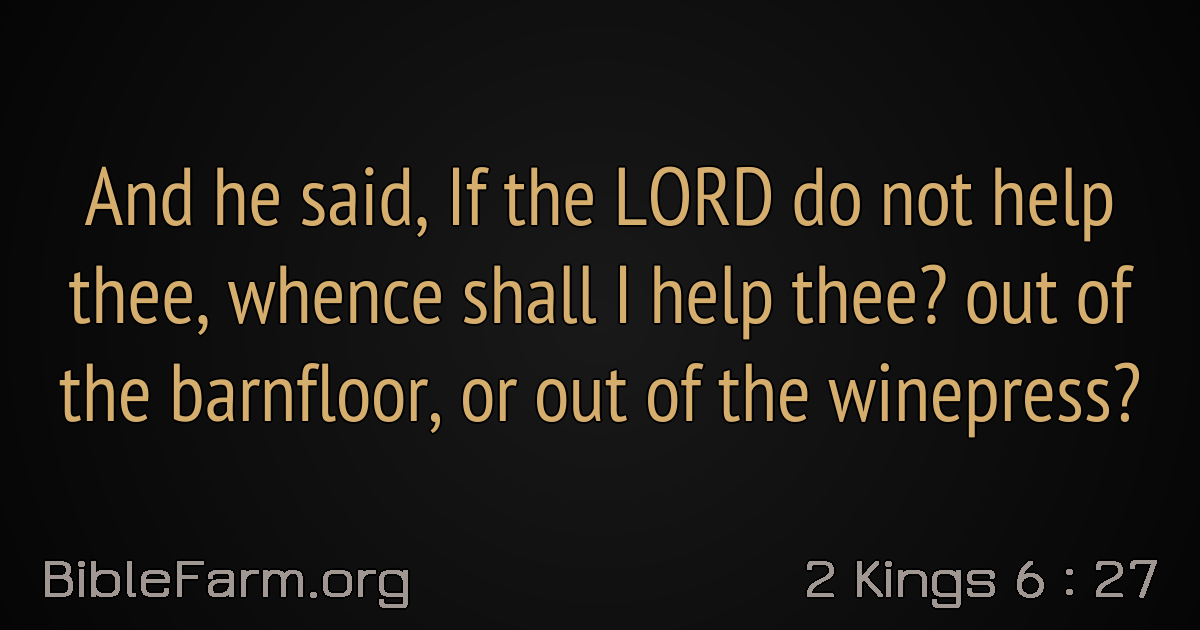 And he said, If the LORD do not help
thee, whence shall I help thee? out of
the barnfloor, or out of the winepress?
BibleFarm.org
2 Kings 6 : 27